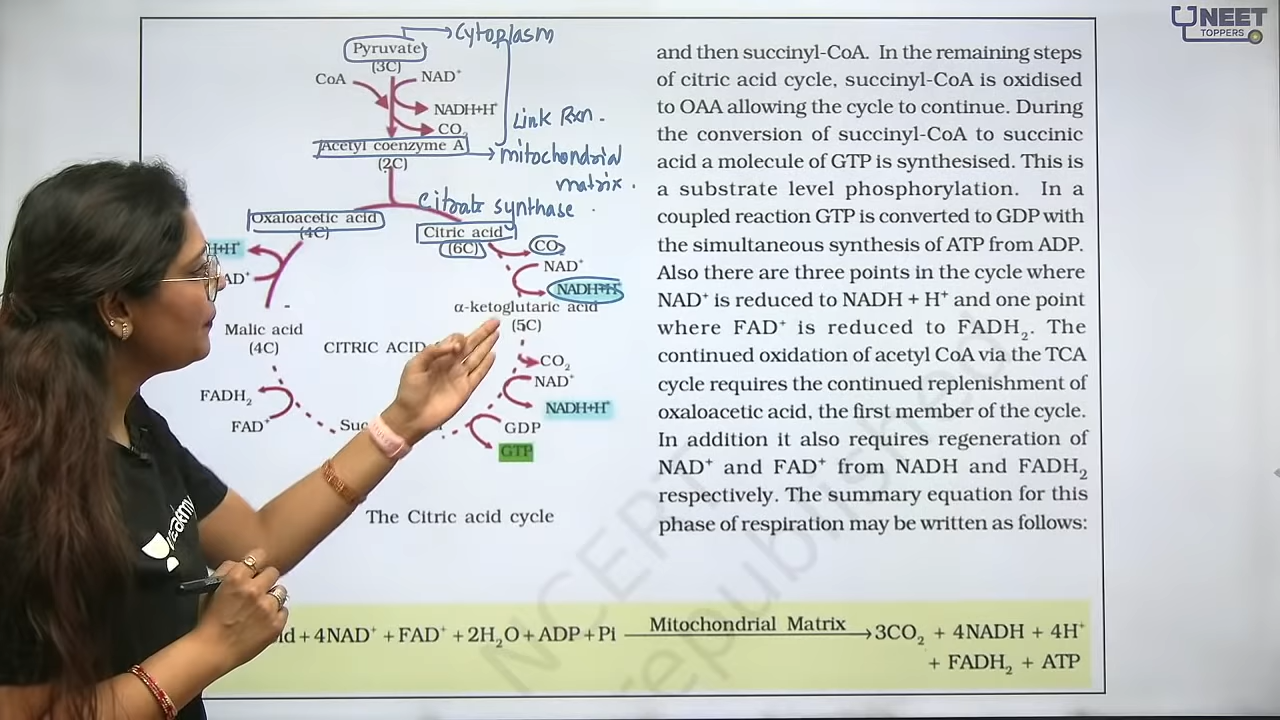 NEET
TOPPERS
Pyruvate
(3C)
Cytoplasm
CoA
NAD⁺
NADH+H⁺
CO₂
Link Rxn.
Acetyl coenzyme A
(2C)
mitochondrial
matrix.
Citrate synthase.
Oxaloacetic acid
(4C)
Citric acid
(6C)
CO₂
NAD⁺
NADH+H⁺
H+H⁺
AD⁺
α-ketoglutaric acid
(5C)
Malic acid
(4C)
CITRIC ACID
CO₂
NAD⁺
NADH+H⁺
FADH₂
FAD⁺
Suc
GDP
GTP
The Citric acid cycle
and then succinyl-CoA. In the remaining steps
of citric acid cycle, succinyl-CoA is oxidised
to OAA allowing the cycle to continue. During
the conversion of succinyl-CoA to succinic
acid a molecule of GTP is synthesised. This is
a substrate level phosphorylation. In a
coupled reaction GTP is converted to GDP with
the simultaneous synthesis of ATP from ADP.
Also there are three points in the cycle where
NAD⁺ is reduced to NADH + H⁺ and one point
where FAD⁺ is reduced to FADH₂. The
continued oxidation of acetyl CoA via the TCA
cycle requires the continued replenishment of
oxaloacetic acid, the first member of the cycle.
In addition it also requires regeneration of
NAD⁺ and FAD⁺ from NADH and FADH₂
respectively. The summary equation for this
phase of respiration may be written as follows:
id + 4NAD⁺ + FAD⁺ + 2H₂O + ADP + Pi Mitochondrial Matrix 3CO₂ + 4NADH + 4H⁺
+ FADH₂ + ATP
NCERT
republished